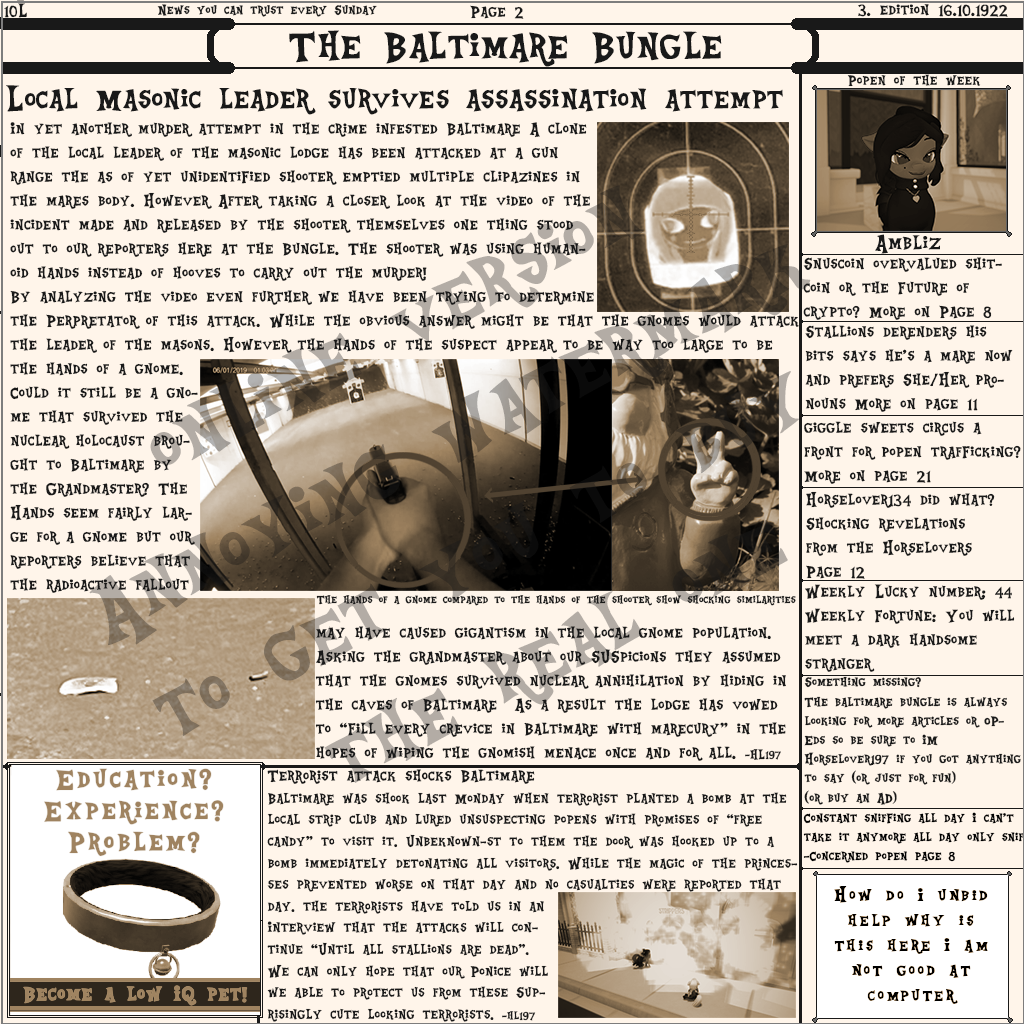 10L
News you can trust every Sunday
Page 2
3. edition 16.10.1922
The Baltimare Bungle
Local Masonic leader survives assassination attempt
In yet another murder attempt in the crime infested Baltimare A clone
of the local leader of the masonic lodge has been attacked at a gun
range the as of yet unidentified shooter emptied multiple clipazines in
the mares body. However After taking a closer look at the video of the
incident made and released by the shooter themselves one thing stood
out to our reporters here at the Bungle. The shooter was using human-
oid hands instead of hooves to carry out the murder!
By analyzing the video even further we have been trying to determine
the Perpretator of this attack. While the obvious answer might be that the gnomes would attack
the leader of the masons. However the hands of the suspect appear to be way too large to be
the hands of a gnome.
Could it still be a gno-
me that survived the
nuclear Holocaust brou-
ght to Baltimare by
the Grandmaster? The
Hands seem fairly lar-
ge for a gnome but our
reporters believe that
the radioactive fallout
06/01/2019
The hands of a gnome compared to the hands of the shooter show shocking similarities
may have caused gigantism in the local gnome population.
Asking the grandmaster about our SUSpicions they assumed
that the gnomes survived nuclear annihilation by hiding in
the caves of Baltimare As a result the lodge has vowed
to "Fill every crevice in Baltimare with marecury" in the
hopes of wiping the gnomish menace once and for all. -HL197
Education?
Experience?
Problem?
Become a low iq pet!
Terrorist attack shocks Baltimare
Baltimare was shook last Monday when terrorist planted a bomb at the
local strip club and lured unsuspecting popens with promises of "free
candy" to visit it. Unbeknown-st to them the door was hooked up to a
bomb immediately detonating all visitors. While the magic of the princes-
ses prevented worse on that day and no casualties were reported that
day. The terrorists have told us in an
interview that the attacks will con-
tinue "Until all stallions are dead".
We can only hope that our Ponice will
we able to protect us from these Sup-
risingly cute looking terrorists. -HL197
Popen of the week
Ambliz
Snuscoin overvalued shit-
coin or the future of
crypto? more on Page 8
Stallions derenders his
bits says he's a mare now
and prefers She/Her pro-
nouns More on page 11
Giggle sweets circus a
front for popen trafficking?
More on page 21
Horselover134 did what?
Shocking revelations
from the Horselovers
page 12
Weekly Lucky number; 44
Weekly Fortune: You will
meet a dark handsome
stranger
Something missing?
The baltimare bungle is always
looking for more articles or op-
eds so be sure to im
Horselover197 if you got anything
to say (or just for fun)
(or buy an ad)
Constant sniffing all day i can't
take it anymore all day only snif
-Concerned popen page 8
How do i unbid
help why is
this here i am
not good at
computer
Online version
Annoying watermark
To get you to buy
the real one